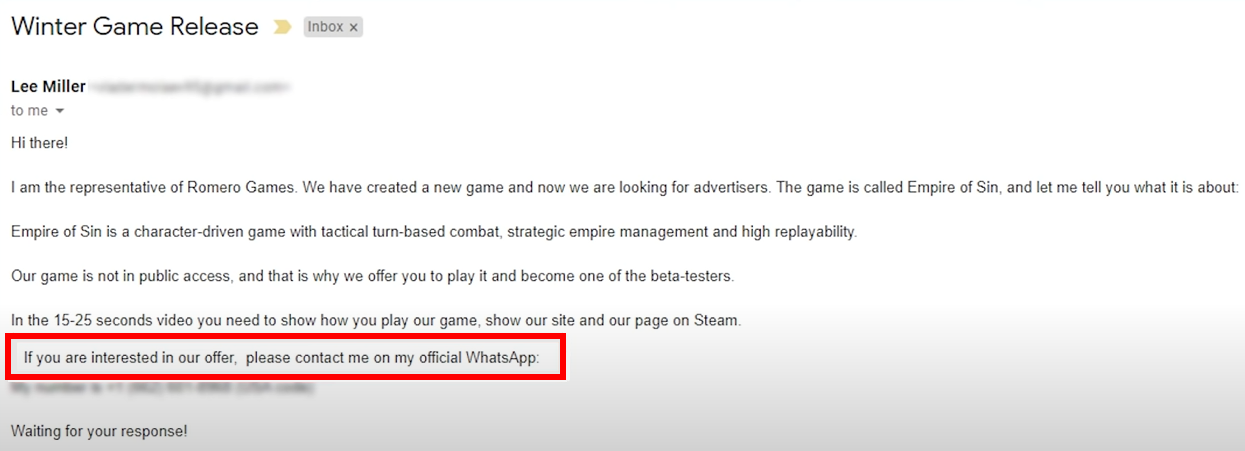 Winter Game Release Inbox x
Lee Miller
to me
Hi there!
I am the representative of Romero Games. We have created a new game and now we are looking for advertisers. The game is called Empire of Sin, and let me tell you what it is about:
Empire of Sin is a character-driven game with tactical turn-based combat, strategic empire management and high replayability.
Our game is not in public access, and that is why we offer you to play it and become one of the beta-testers.
In the 15-25 seconds video you need to show how you play our game, show our site and our page on Steam.
If you are interested in our offer, please contact me on my official WhatsApp:
Waiting for your response!